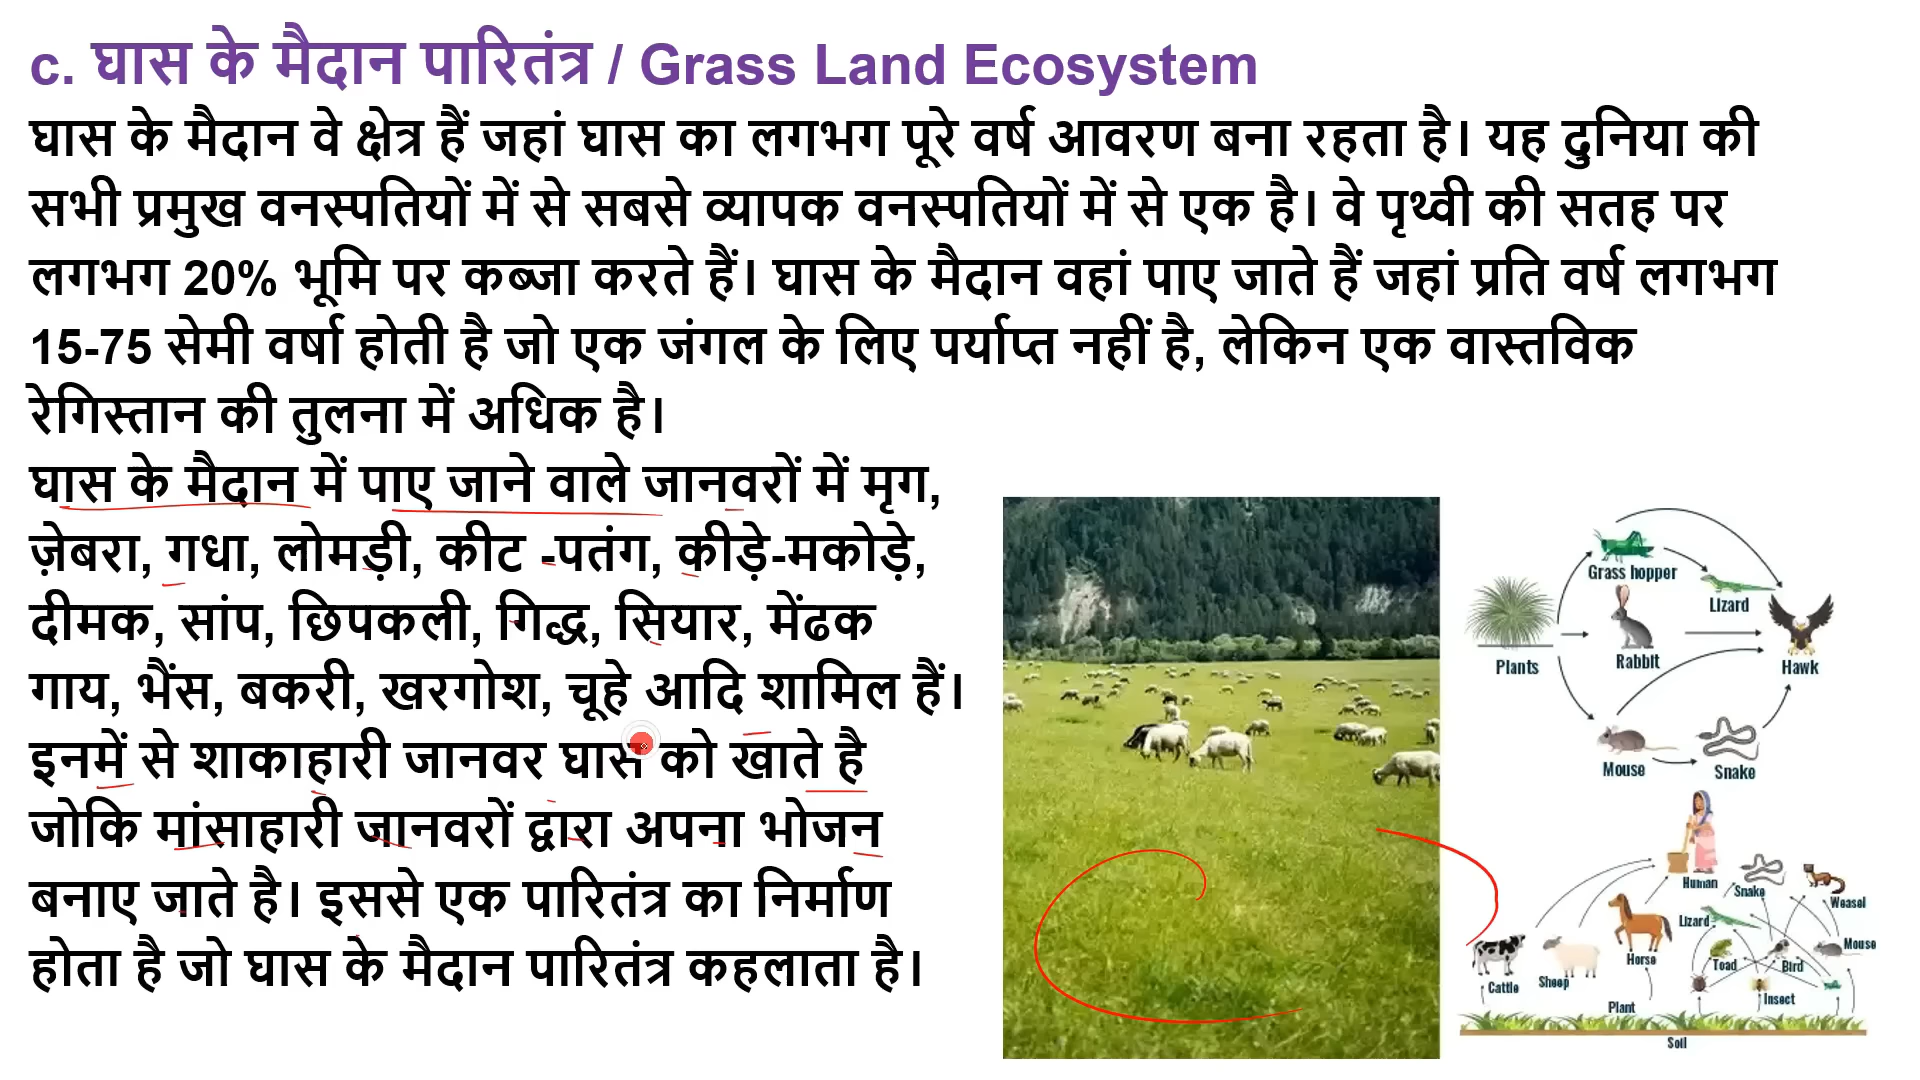 c. घास के मैदान पारितंत्र / Grass Land Ecosystem
घास के मैदान वे क्षेत्र हैं जहां घास का लगभग पूरे वर्ष आवरण बना रहता है। यह दुनिया की
सभी प्रमुख वनस्पतियों में से सबसे व्यापक वनस्पतियों में से एक है। वे पृथ्वी की सतह पर
लगभग 20% भूमि पर कब्जा करते हैं। घास के मैदान वहां पाए जाते हैं जहां प्रति वर्ष लगभग
15-75 सेमी वर्षा होती है जो एक जंगल के लिए पर्याप्त नहीं है, लेकिन एक वास्तविक
रेगिस्तान की तुलना में अधिक है।
घास के मैदान में पाए जाने वाले जानवरों में मृग,
ज़ेबरा, गधा, लोमड़ी, कीट -पतंग, कीड़े-मकोड़े,
दीमक, सांप, छिपकली, गिद्ध, सियार, मेंढक
गाय, भैंस, बकरी, खरगोश, चूहे आदि शामिल हैं।
इनमें से शाकाहारी जानवर घास को खाते है
जोकि मांसाहारी जानवरों द्वारा अपना भोजन
बनाए जाते है। इससे एक पारितंत्र का निर्माण
होता है जो घास के मैदान पारितंत्र कहलाता है।
Grass hopper
Lizard
Plants
Rabbit
Hawk
Mouse
Snake
Human
Snake
Weasel
Lizard
Mouse
Horse
Toad
Bird
Cattle
Sheep
Insect
Plant
Soil